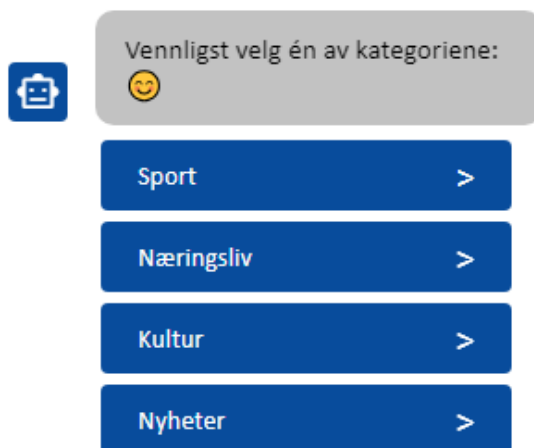 Vennligst velg én av kategoriene:
😊
Sport >
Næringsliv >
Kultur >
Nyheter >